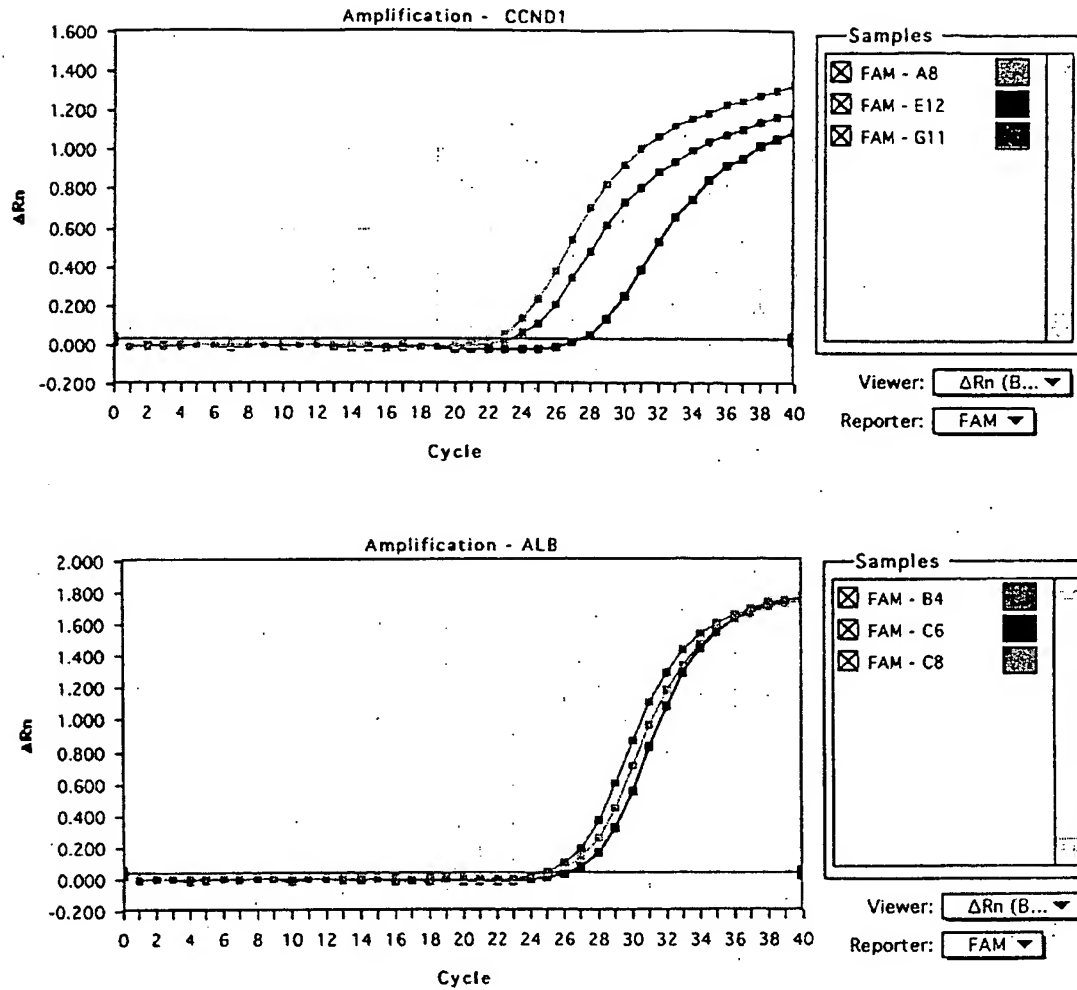 Amplification - CCND1
1.600
1.400
1.200
1.000
0.800
0.600
0.400
0.200
0.000
-0.200
ΔRn
0 2 4 6 8 10 12 14 16 18 20 22 24 26 28 30 32 34 36 38 40
Cycle
Samples
FAM - A8
FAM - E12
FAM - G11
Viewer: ΔRn (B...
Reporter: FAM
Amplification - ALB
2.000
1.800
1.600
1.400
1.200
1.000
0.800
0.600
0.400
0.200
0.000
-0.200
ΔRn
0 2 4 6 8 10 12 14 16 18 20 22 24 26 28 30 32 34 36 38 40
Cycle
Samples
FAM - B4
FAM - C6
FAM - C8
Viewer: ΔRn (B...
Reporter: FAM